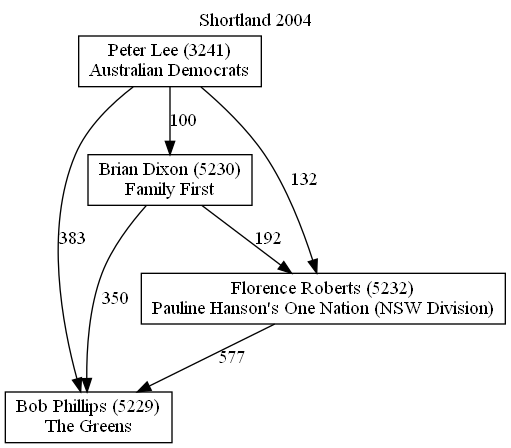 Shortland 2004
Peter Lee (3241)
Australian Democrats
100
132
Brian Dixon (5230)
Family First
383
192
350
Florence Roberts (5232)
Pauline Hanson's One Nation (NSW Division)
577
Bob Phillips (5229)
The Greens